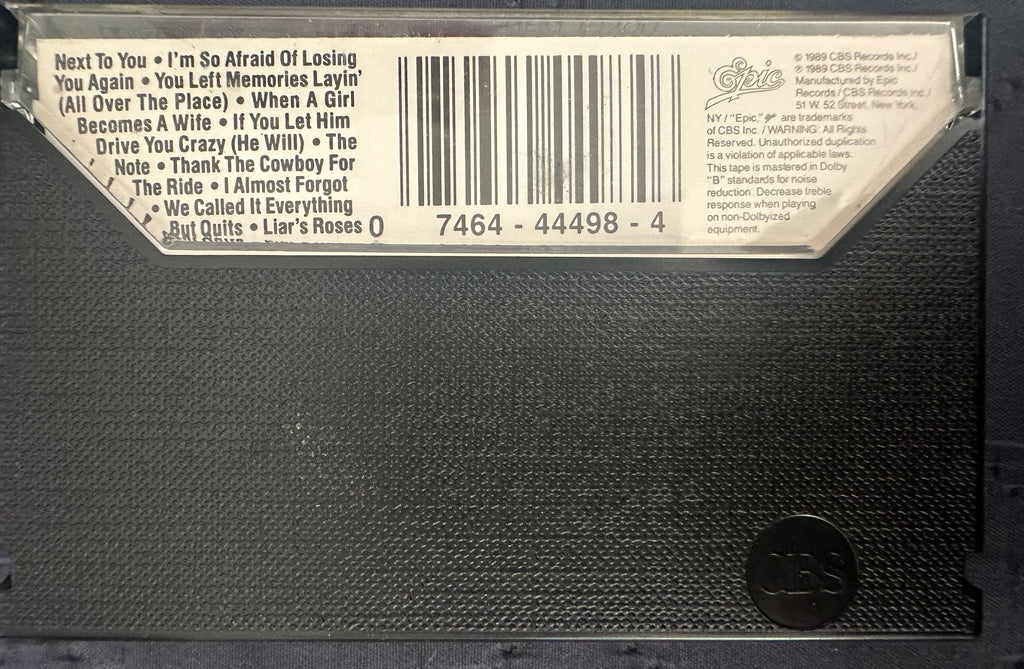 Next To You • I'm So Afraid Of Losing
You Again • You Left Memories Layin'
(All Over The Place) • When A Girl
Becomes A Wife • If You Let Him
Drive You Crazy (He Will) • The
Note • Thank The Cowboy For
The Ride • I Almost Forgot
• We Called It Everything
But Quits • Liar's Roses
0 7464 - 44498 - 4
Epic
© 1989 CBS Records Inc./
℗ 1989 CBS Records Inc./
Manufactured by Epic
Records / CBS Records Inc./
51 W. 52 Street, New York,
NY / "Epic," are trademarks
of CBS Inc. / WARNING: All Rights
Reserved. Unauthorized duplication
is a violation of applicable laws.
This tape is mastered in Dolby
"B" standards for noise
reduction. Decrease treble
response when playing
on non-Dolbyized
equipment.
CBS